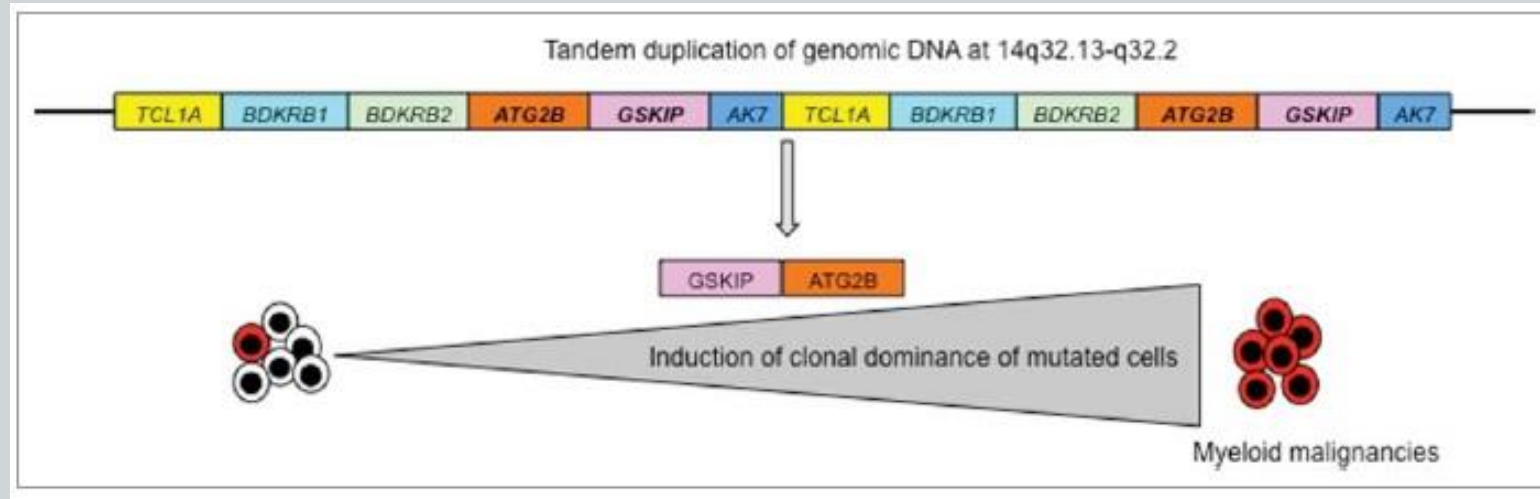 Tandem duplication of genomic DNA at 14q32.13-q32.2
TCL1A BDKRB1 BDKRB2 ATG2B GSKIP AK7 TCL1A BDKRB1 BDKRB2 ATG2B GSKIP AK7
GSKIP ATG2B
Induction of clonal dominance of mutated cells
Myeloid malignancies